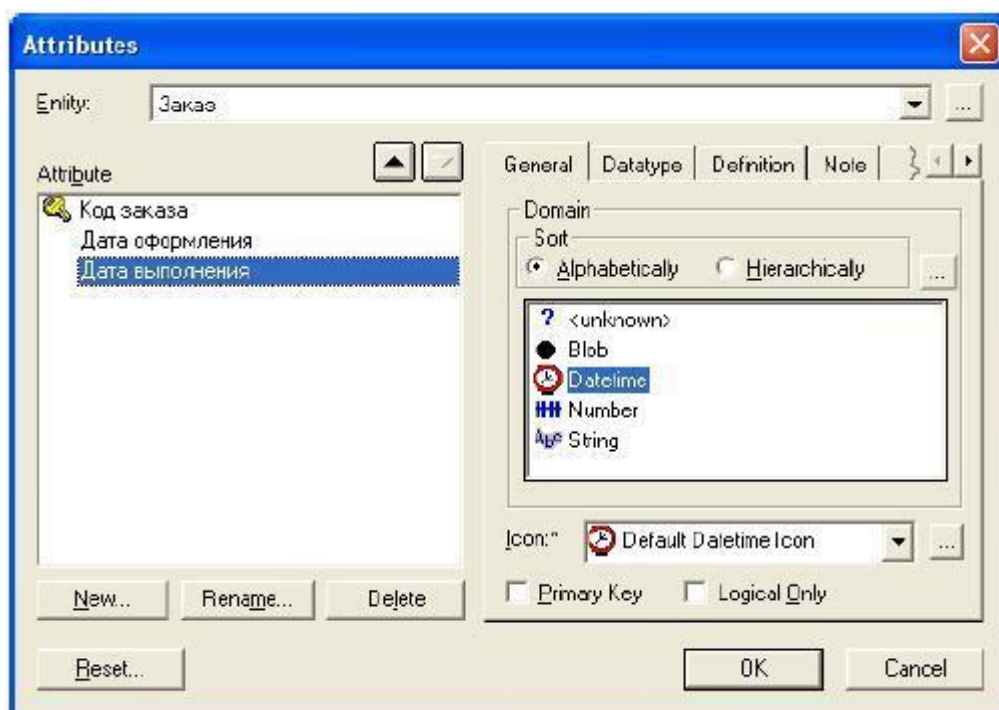 Attributes
Entity: Заказ ...
Attribute
Код заказа
Дата оформления
Дата выполнения
New... Rename... Delete
General Datatype Definition Note
Domain
Sort
Alphabetically Hierarchically ...
? <unknown>
Blob
Datetime
Number
Abc String
Icon:* Default Datetime Icon ...
Primary Key Logical Only
Reset... OK Cancel